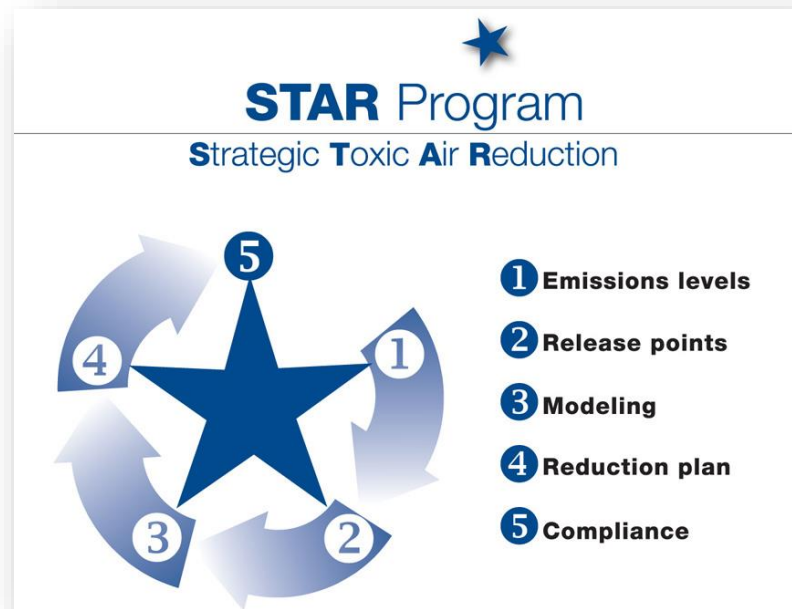 STAR Program
Strategic Toxic Air Reduction
5
4
1
3
2
1 Emissions levels
2 Release points
3 Modeling
4 Reduction plan
5 Compliance